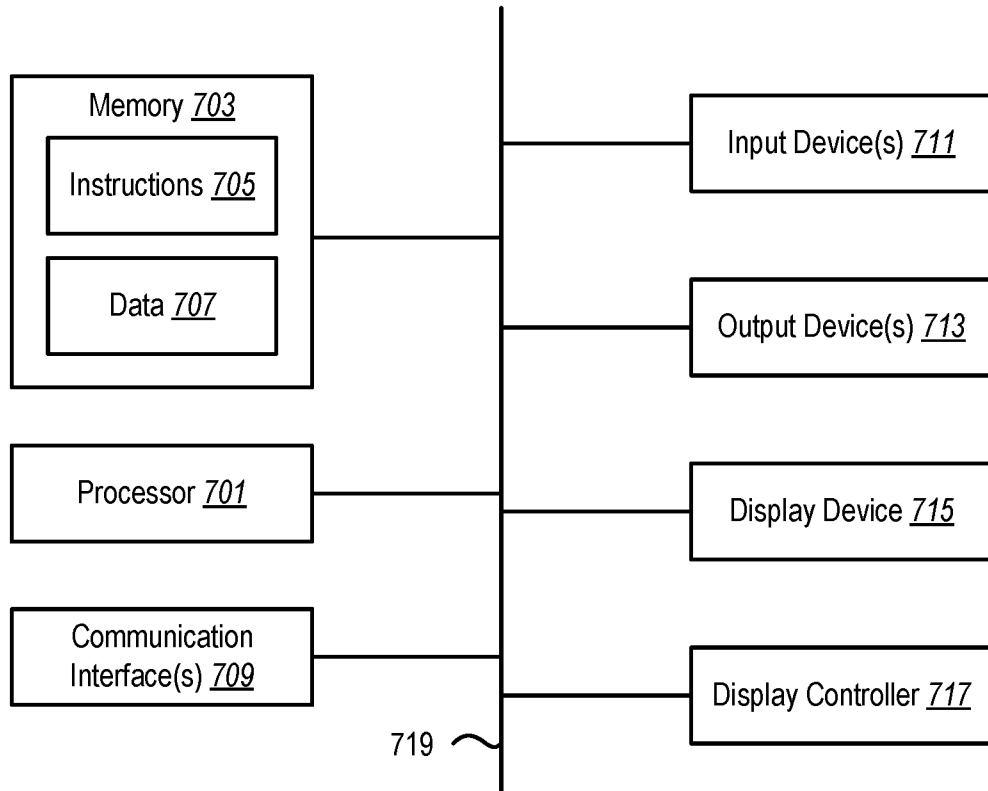 Memory 703
Instructions 705
Data 707
Processor 701
Communication
Interface(s) 709
719
Input Device(s) 711
Output Device(s) 713
Display Device 715
Display Controller 717